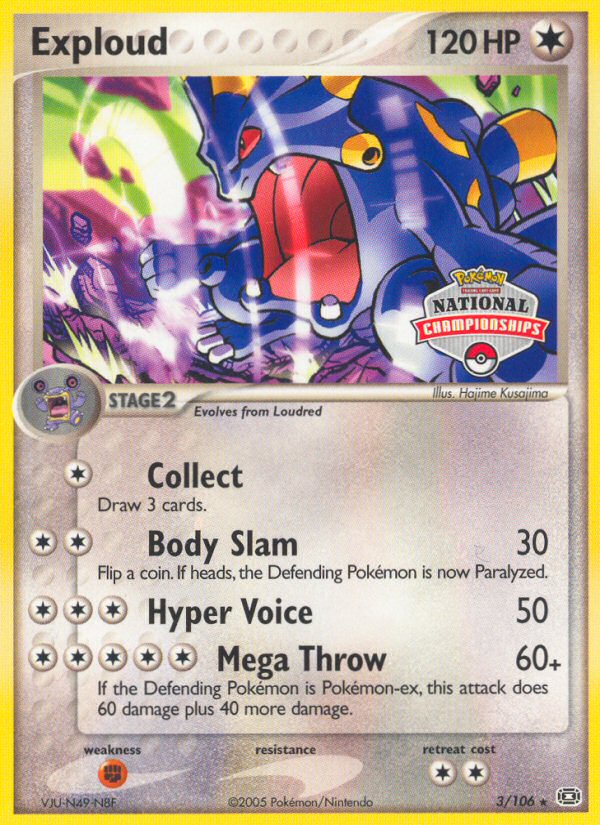 Exploud
120 HP
POKéMON
TRADING CARD GAME
NATIONAL
CHAMPIONSHIPS
Illus. Hajime Kusajima
STAGE2
Evolves from Loudred
Collect
Draw 3 cards.
Body Slam 30
Flip a coin. If heads, the Defending Pokémon is now Paralyzed.
Hyper Voice 50
Mega Throw 60+
If the Defending Pokémon is Pokémon-ex, this attack does
60 damage plus 40 more damage.
weakness resistance retreat cost
VJU-N49-NBF ©2005 Pokémon/Nintendo 3/106